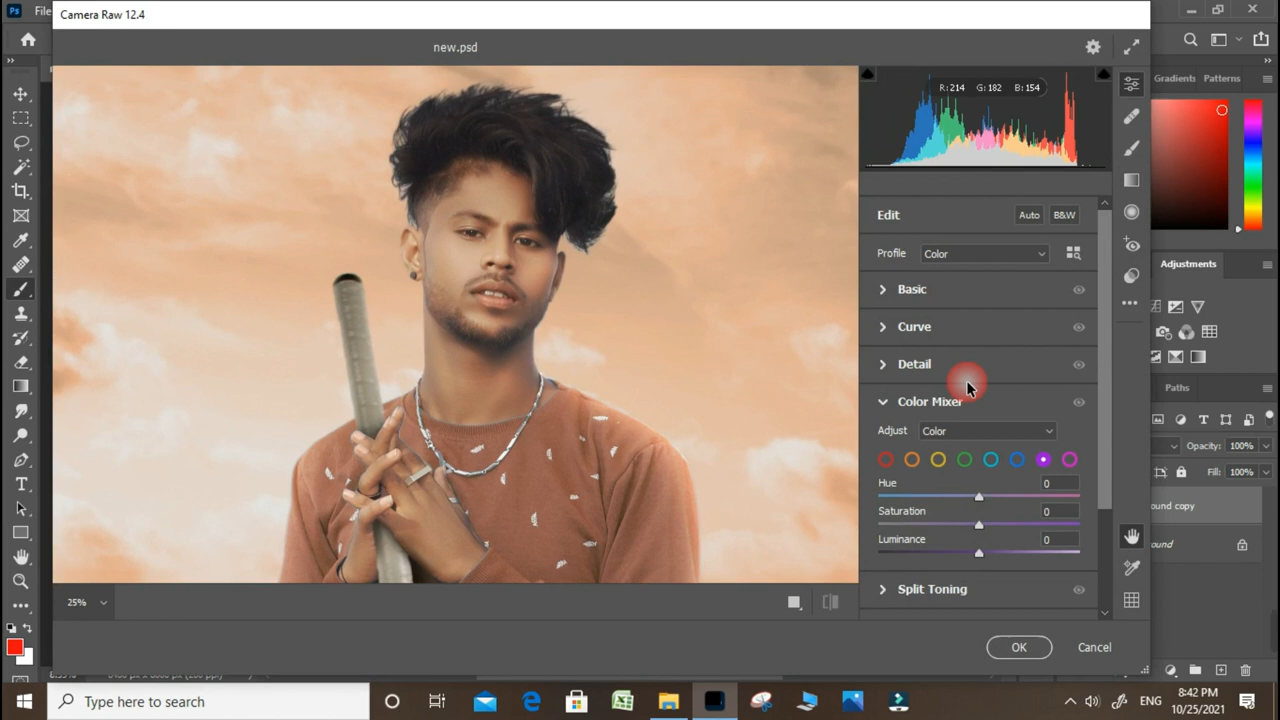 Camera Raw 12.4
Ps File
new.psd
R:214 G:182 B:154
Gradients Patterns
Edit Auto B&W
Profile Color
Basic
Curve
Detail
Color Mixer
Adjust Color
Hue 0
Saturation 0
Luminance 0
Split Toning
Adjustments
Paths
Opacity: 100%
Fill: 100%
ound copy
ound
25%
OK Cancel
Type here to search
ENG
8:42 PM
10/25/2021